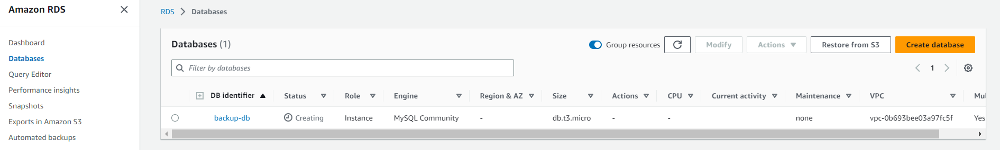 Amazon RDS
Dashboard
Databases
Query Editor
Performance insights
Snapshots
Exports in Amazon S3
Automated backups
RDS Databases
Databases (1) Group resources Modify Actions Restore from S3 Create database
Filter by databases 1
DB identifier Status Role Engine Region & AZ Size Actions CPU Current activity Maintenance VPC Mul
backup-db Creating Instance MySQL Community - db.t3.micro - - none vpc-0b693bee03a97fc5f Yes